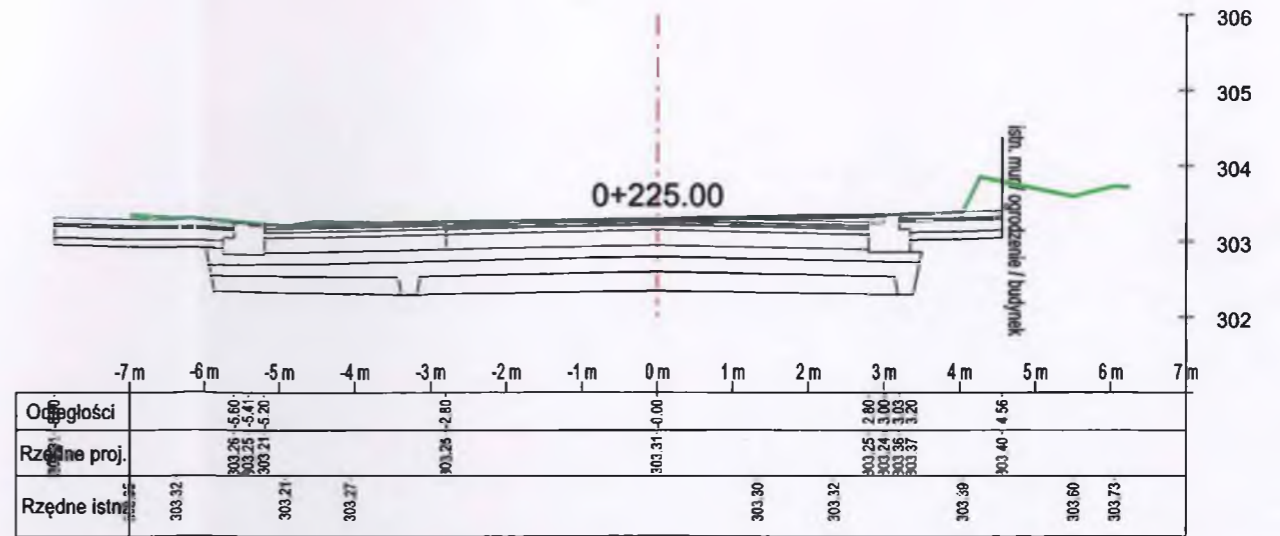 306
305
304
303
302
0+225.00
istn. mur / ogrodzenie / budynek
-7 m -6 m -5 m -4 m -3 m -2 m -1 m 0 m 1 m 2 m 3 m 4 m 5 m 6 m 7 m
Odległości -5.60 -5.41 -5.20 -2.80 -0.00 2.80 3.00 3.03 3.20 4.56
Rzędne proj. 303.26 303.25 303.21 303.25 303.31 303.25 303.24 303.36 303.37 303.40
Rzędne istn. 303.32 303.21 303.27 303.30 303.32 303.39 303.60 303.73